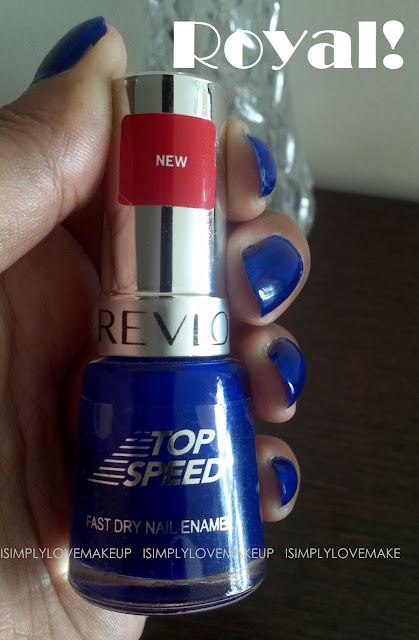 Royal!
NEW
REVLO
TOP
SPEED
FAST DRY NAIL ENAME
ISIMPLYLOVEMAKEUP ISIMPLYLOVEMAKEUP ISIMPLYLOVEMAKE